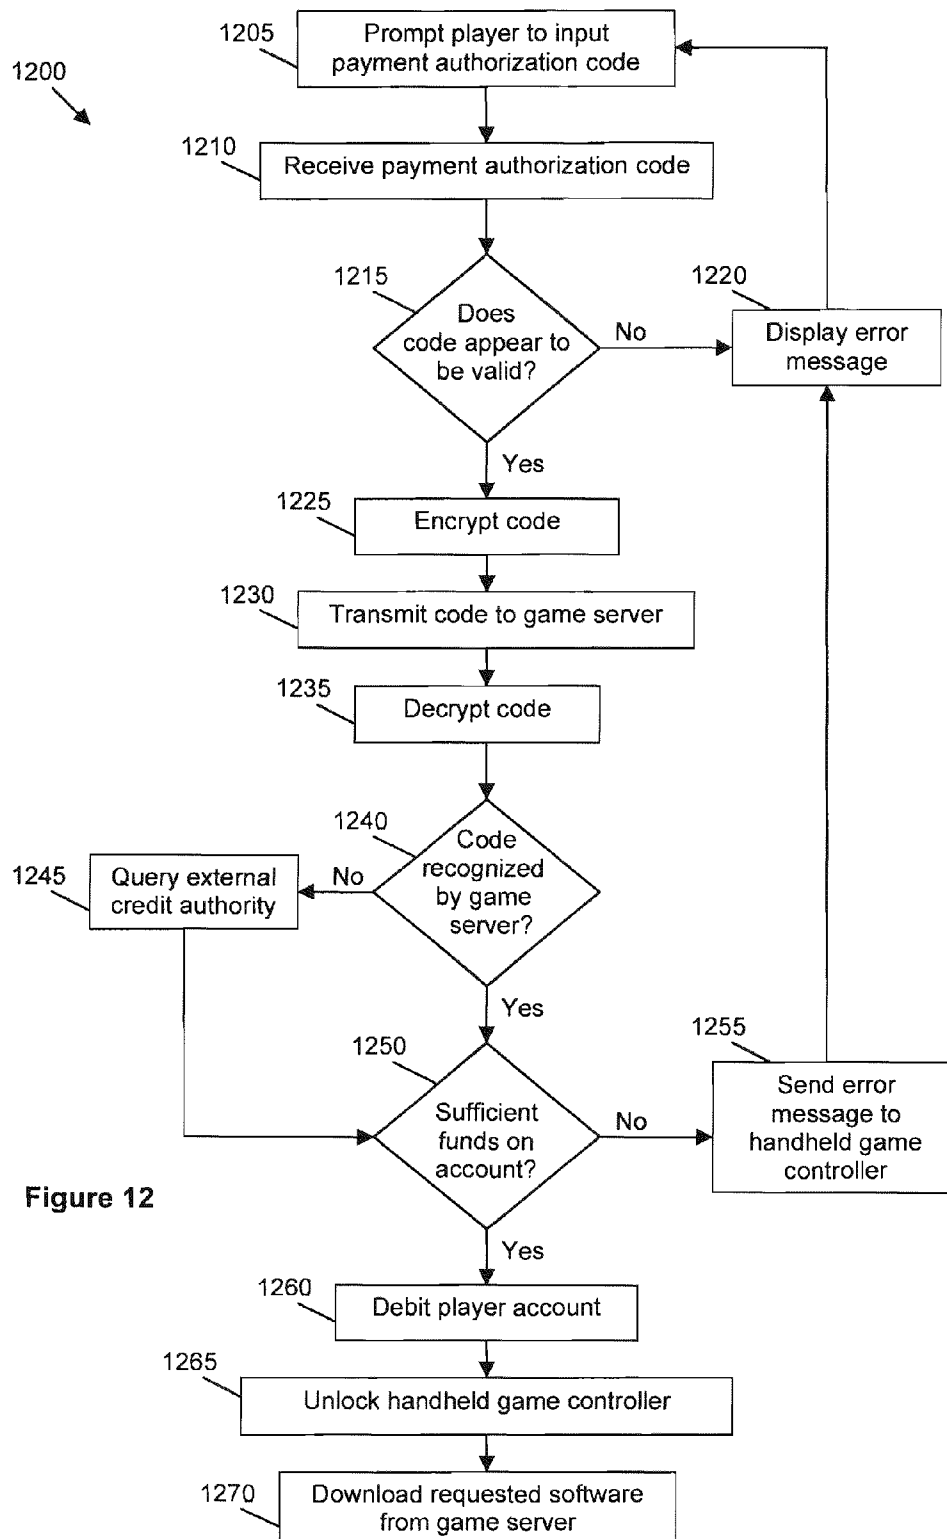 1205
Prompt player to input
payment authorization code
1200
1210
Receive payment authorization code
1215
Does
code appear to
be valid?
No
1220
Display error
message
Yes
1225
Encrypt code
1230
Transmit code to game server
1235
Decrypt code
1240
Code
recognized
by game
server?
No
1245
Query external
credit authority
Yes
1250
Sufficient
funds on
account?
No
1255
Send error
message to
handheld game
controller
Figure 12
Yes
1260
Debit player account
1265
Unlock handheld game controller
1270
Download requested software
from game server